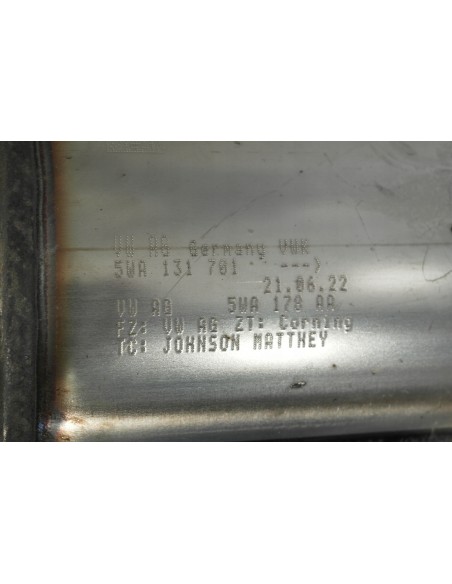 VW AG Germany VWK
5WA 131 701 --->
21.06.22
VW AG 5WA 178 AA
FZ: VW AG ZT: Corning
TC: JOHNSON MATTHEY